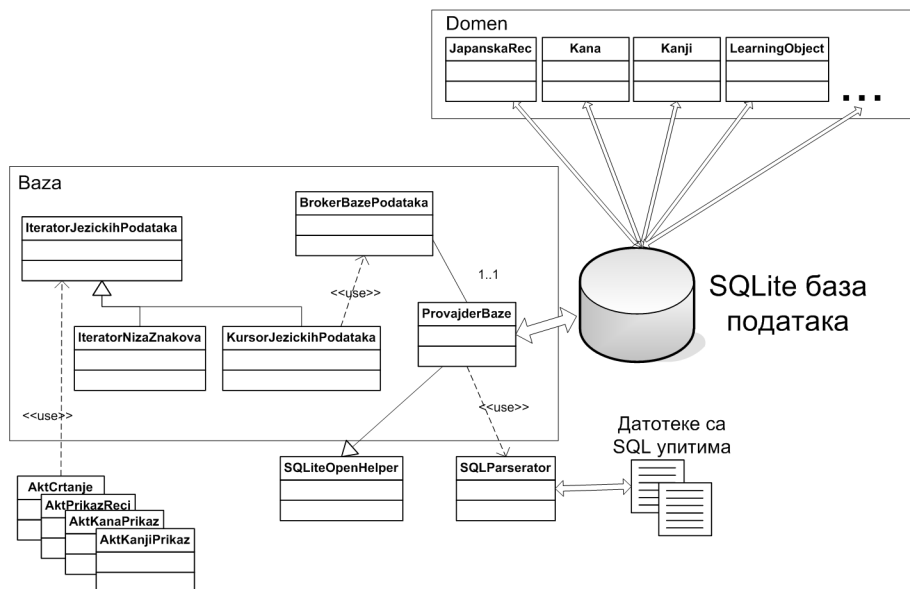 Domen
JapanskaRec
Kana
Kanji
LearningObject
...
Baza
BrokerBazePodataka
IteratorJezickihPodataka
1..1
<<use>>
SQLite база
података
ProvajderBaze
IteratorNizaZnakova
KursorJezickihPodataka
<<use>>
<<use>>
Датотеке са
SQL упитима
SQLiteOpenHelper
SQLParserator
AktCrtanje
AktPrikazReci
AktKanaPrikaz
AktKanjiPrikaz